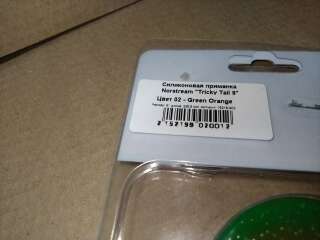 Силиконовая приманка
Norstream "Tricky Tail 5"
Цвет 02 - Green Orange
2 152198 020012